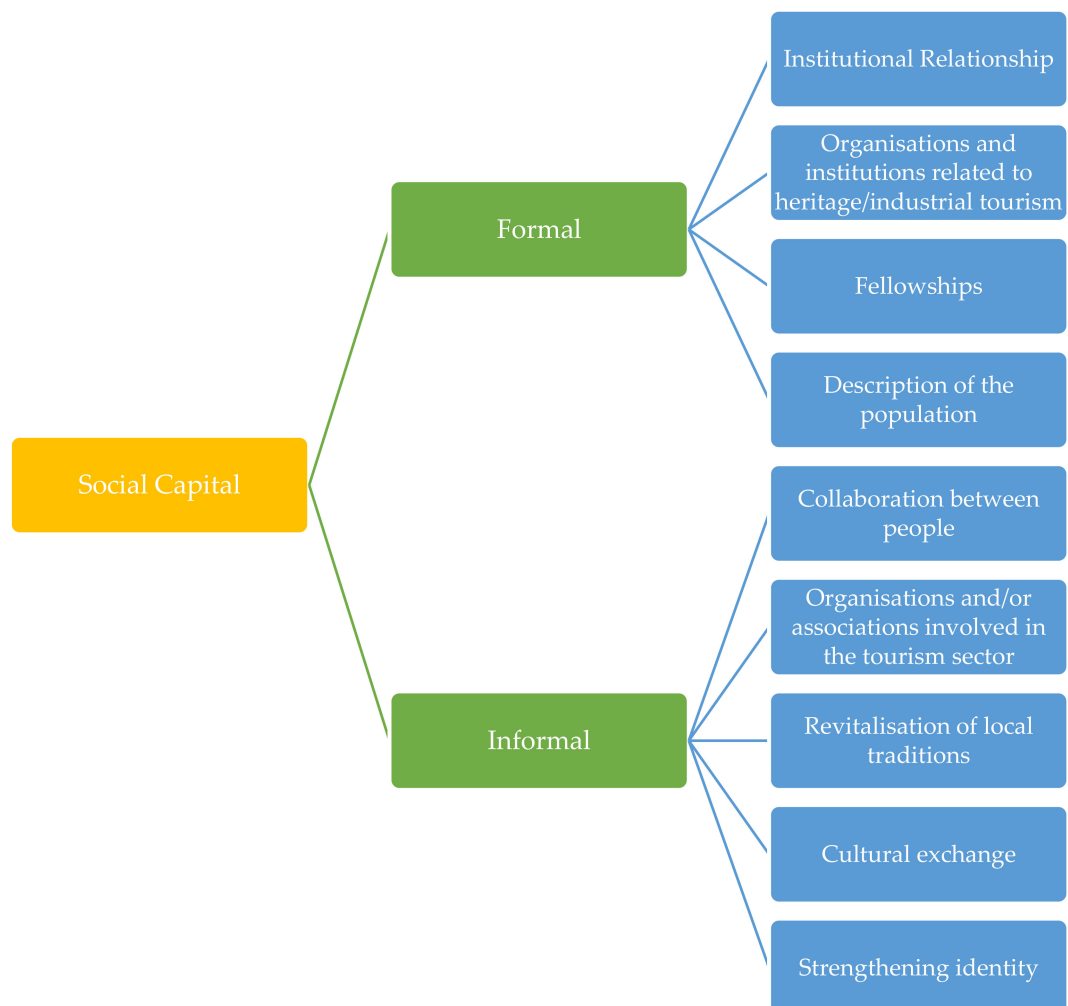 Social Capital
Formal
Institutional Relationship
Organisations and
institutions related to
heritage/industrial tourism
Fellowships
Description of the
population
Informal
Collaboration between
people
Organisations and/or
associations involved in
the tourism sector
Revitalisation of local
traditions
Cultural exchange
Strengthening identity